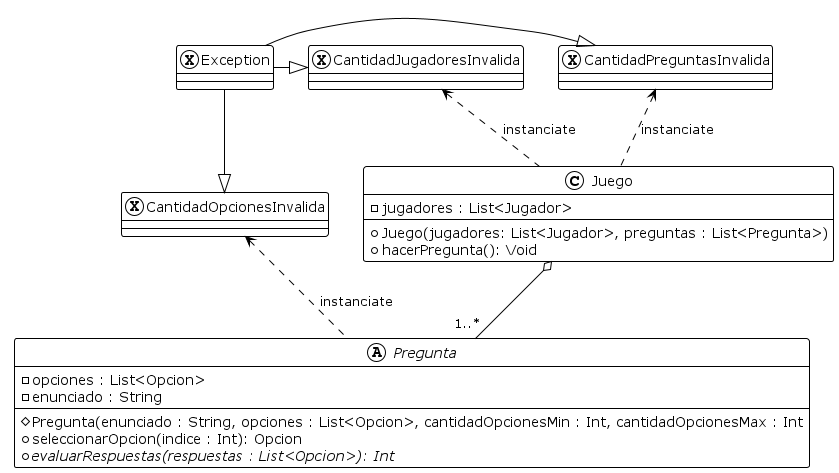 X Exception
X CantidadJugadoresInvalida
X CantidadPreguntasInvalida
instanciate
instanciate
C Juego
jugadores : List<Jugador>
Juego(jugadores: List<Jugador>, preguntas : List<Pregunta>)
hacerPregunta(): Void
X CantidadOpcionesInvalida
instanciate
1..*
A Pregunta
opciones : List<Opcion>
enunciado : String
Pregunta(enunciado : String, opciones : List<Opcion>, cantidadOpcionesMin : Int, cantidadOpcionesMax : Int
seleccionarOpcion(indice : Int): Opcion
evaluarRespuestas(respuestas : List<Opcion>): Int